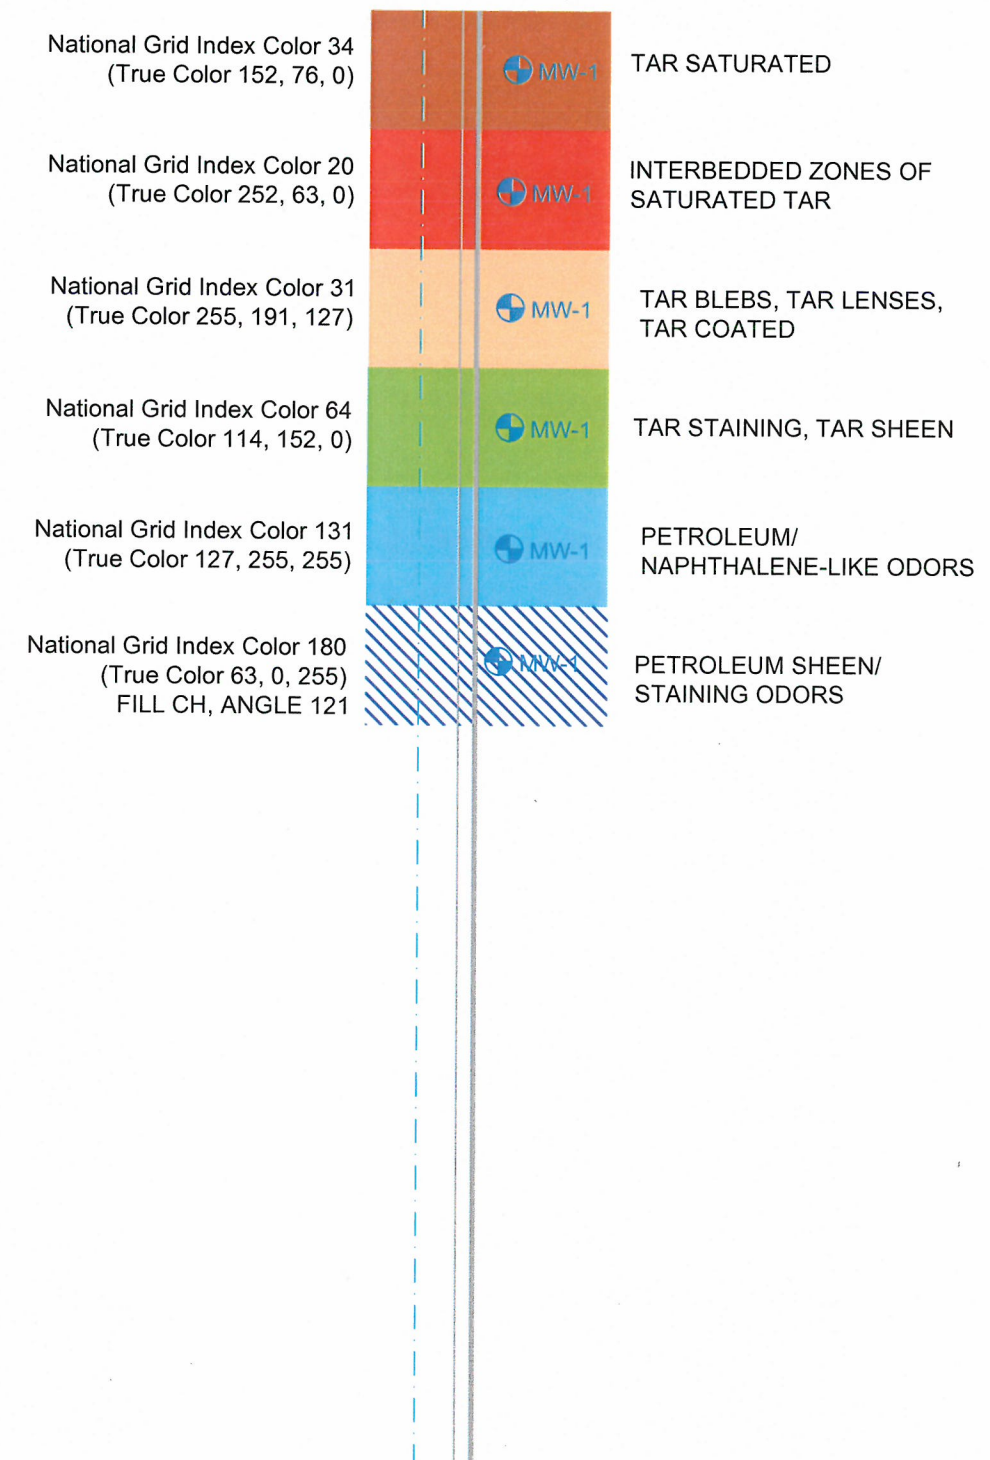 National Grid Index Color 34
(True Color 152, 76, 0)
MW-1
TAR SATURATED
National Grid Index Color 20
(True Color 252, 63, 0)
MW-1
INTERBEDDED ZONES OF
SATURATED TAR
National Grid Index Color 31
(True Color 255, 191, 127)
MW-1
TAR BLEBS, TAR LENSES,
TAR COATED
National Grid Index Color 64
(True Color 114, 152, 0)
MW-1
TAR STAINING, TAR SHEEN
National Grid Index Color 131
(True Color 127, 255, 255)
MW-1
PETROLEUM/
NAPHTHALENE-LIKE ODORS
National Grid Index Color 180
(True Color 63, 0, 255)
FILL CH, ANGLE 121
MW-1
PETROLEUM SHEEN/
STAINING ODORS